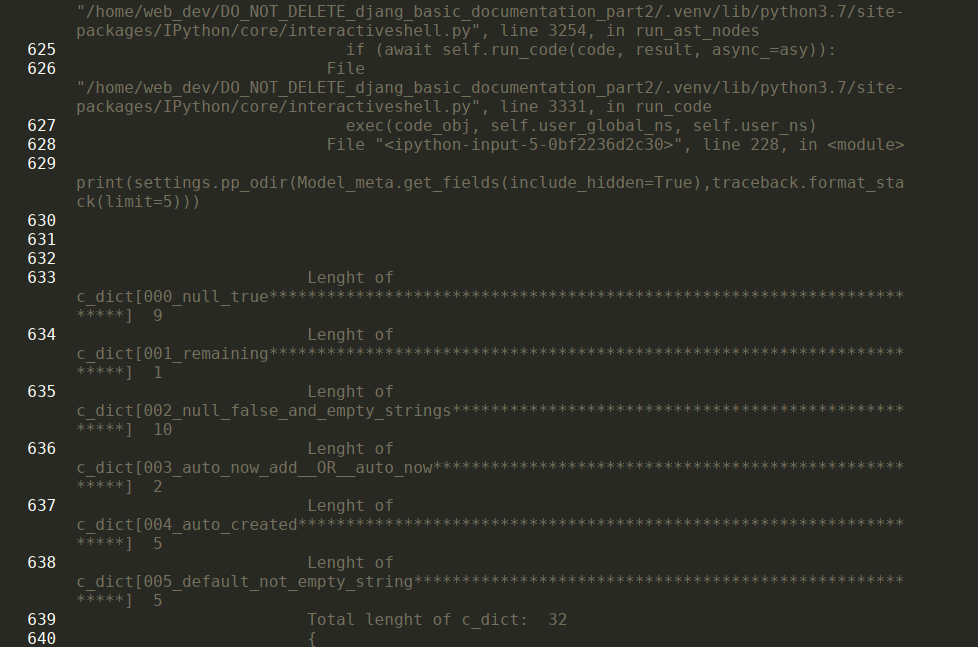 "/home/web_dev/DO_NOT_DELETE_djang_basic_documentation_part2/.venv/lib/python3.7/site-
packages/IPython/core/interactiveshell.py", line 3254, in run_ast_nodes
625 if (await self.run_code(code, result, async_=asy)):
626 File
"/home/web_dev/DO_NOT_DELETE_djang_basic_documentation_part2/.venv/lib/python3.7/site-
packages/IPython/core/interactiveshell.py", line 3331, in run_code
627 exec(code_obj, self.user_global_ns, self.user_ns)
628 File "<ipython-input-5-0bf2236d2c30>", line 228, in <module>
629
print(settings.pp_odir(Model_meta.get_fields(include_hidden=True),traceback.format_sta
ck(limit=5)))
630
631
632
633 Lenght of
c_dict[000_null_true******************************************************************
*****]  9
634 Lenght of
c_dict[001_remaining******************************************************************
*****]  1
635 Lenght of
c_dict[002_null_false_and_empty_strings***********************************************
*****]  10
636 Lenght of
c_dict[003_auto_now_add__OR__auto_now*************************************************
*****]  2
637 Lenght of
c_dict[004_auto_created***************************************************************
*****]  5
638 Lenght of
c_dict[005_default_not_empty_string***************************************************
*****]  5
639 Total lenght of c_dict:  32
640 {